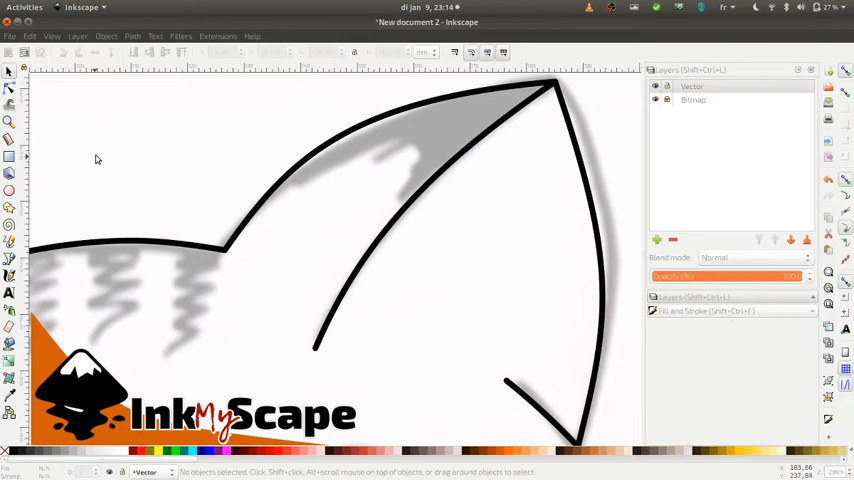 Activities Inkscape di jan 9, 23:14 fr 27 %
*New document 2 - Inkscape
File Edit View Layer Object Path Text Filters Extensions Help
mm
Layers (Shift+Ctrl+L)
Vector
Bitmap
Blend mode: Normal
Opacity (%) 100,0
Layers (Shift+Ctrl+L)
Fill and Stroke (Shift+Ctrl+F)
InkMyScape
Fill: N/A
Stroke: N/A
O:
•Vector
No objects selected. Click, Shift+click, Alt+scroll mouse on top of objects, or drag around objects to select.
X: 103,66
Y: 237,84
Z: 280%